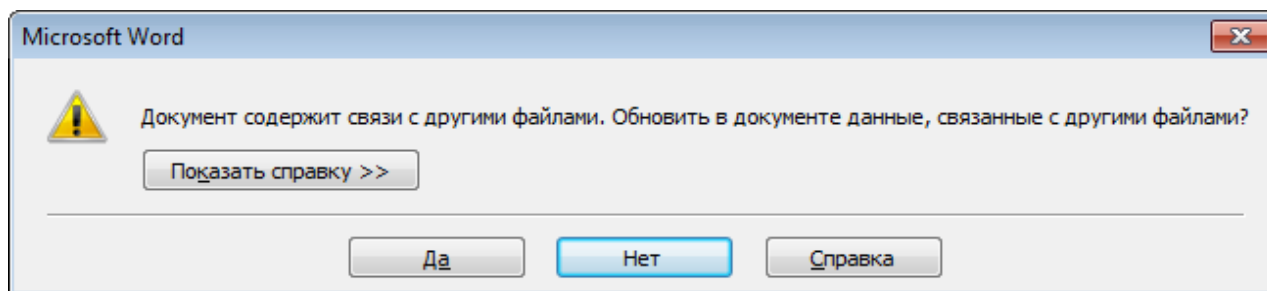 Microsoft Word
Документ содержит связи с другими файлами. Обновить в документе данные, связанные с другими файлами?
Показать справку >>
Да Нет Справка